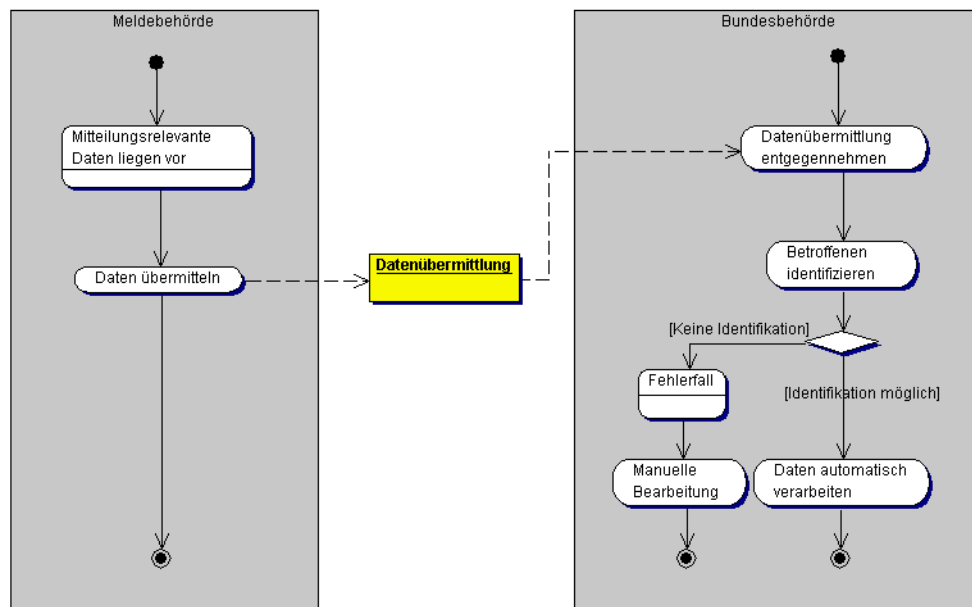 Meldebehörde
Mitteilungsrelevante
Daten liegen vor
Daten übermitteln
Datenübermittlung
Bundesbehörde
Datenübermittlung
entgegennehmen
Betroffenen
identifizieren
[Keine Identifikation]
Fehlerfall
[Identifikation möglich]
Manuelle
Bearbeitung
Daten automatisch
verarbeiten